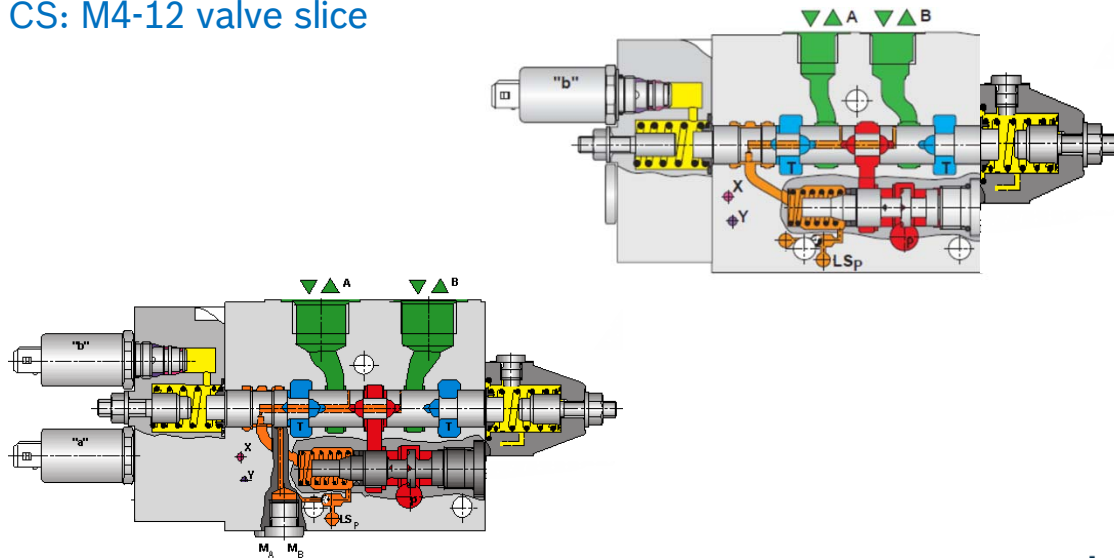 CS: M4-12 valve slice
A B
"b"
T T
X
Y
P
LSP
A B
"b"
T T
"a"
X
Y
P
LSP
MA MB